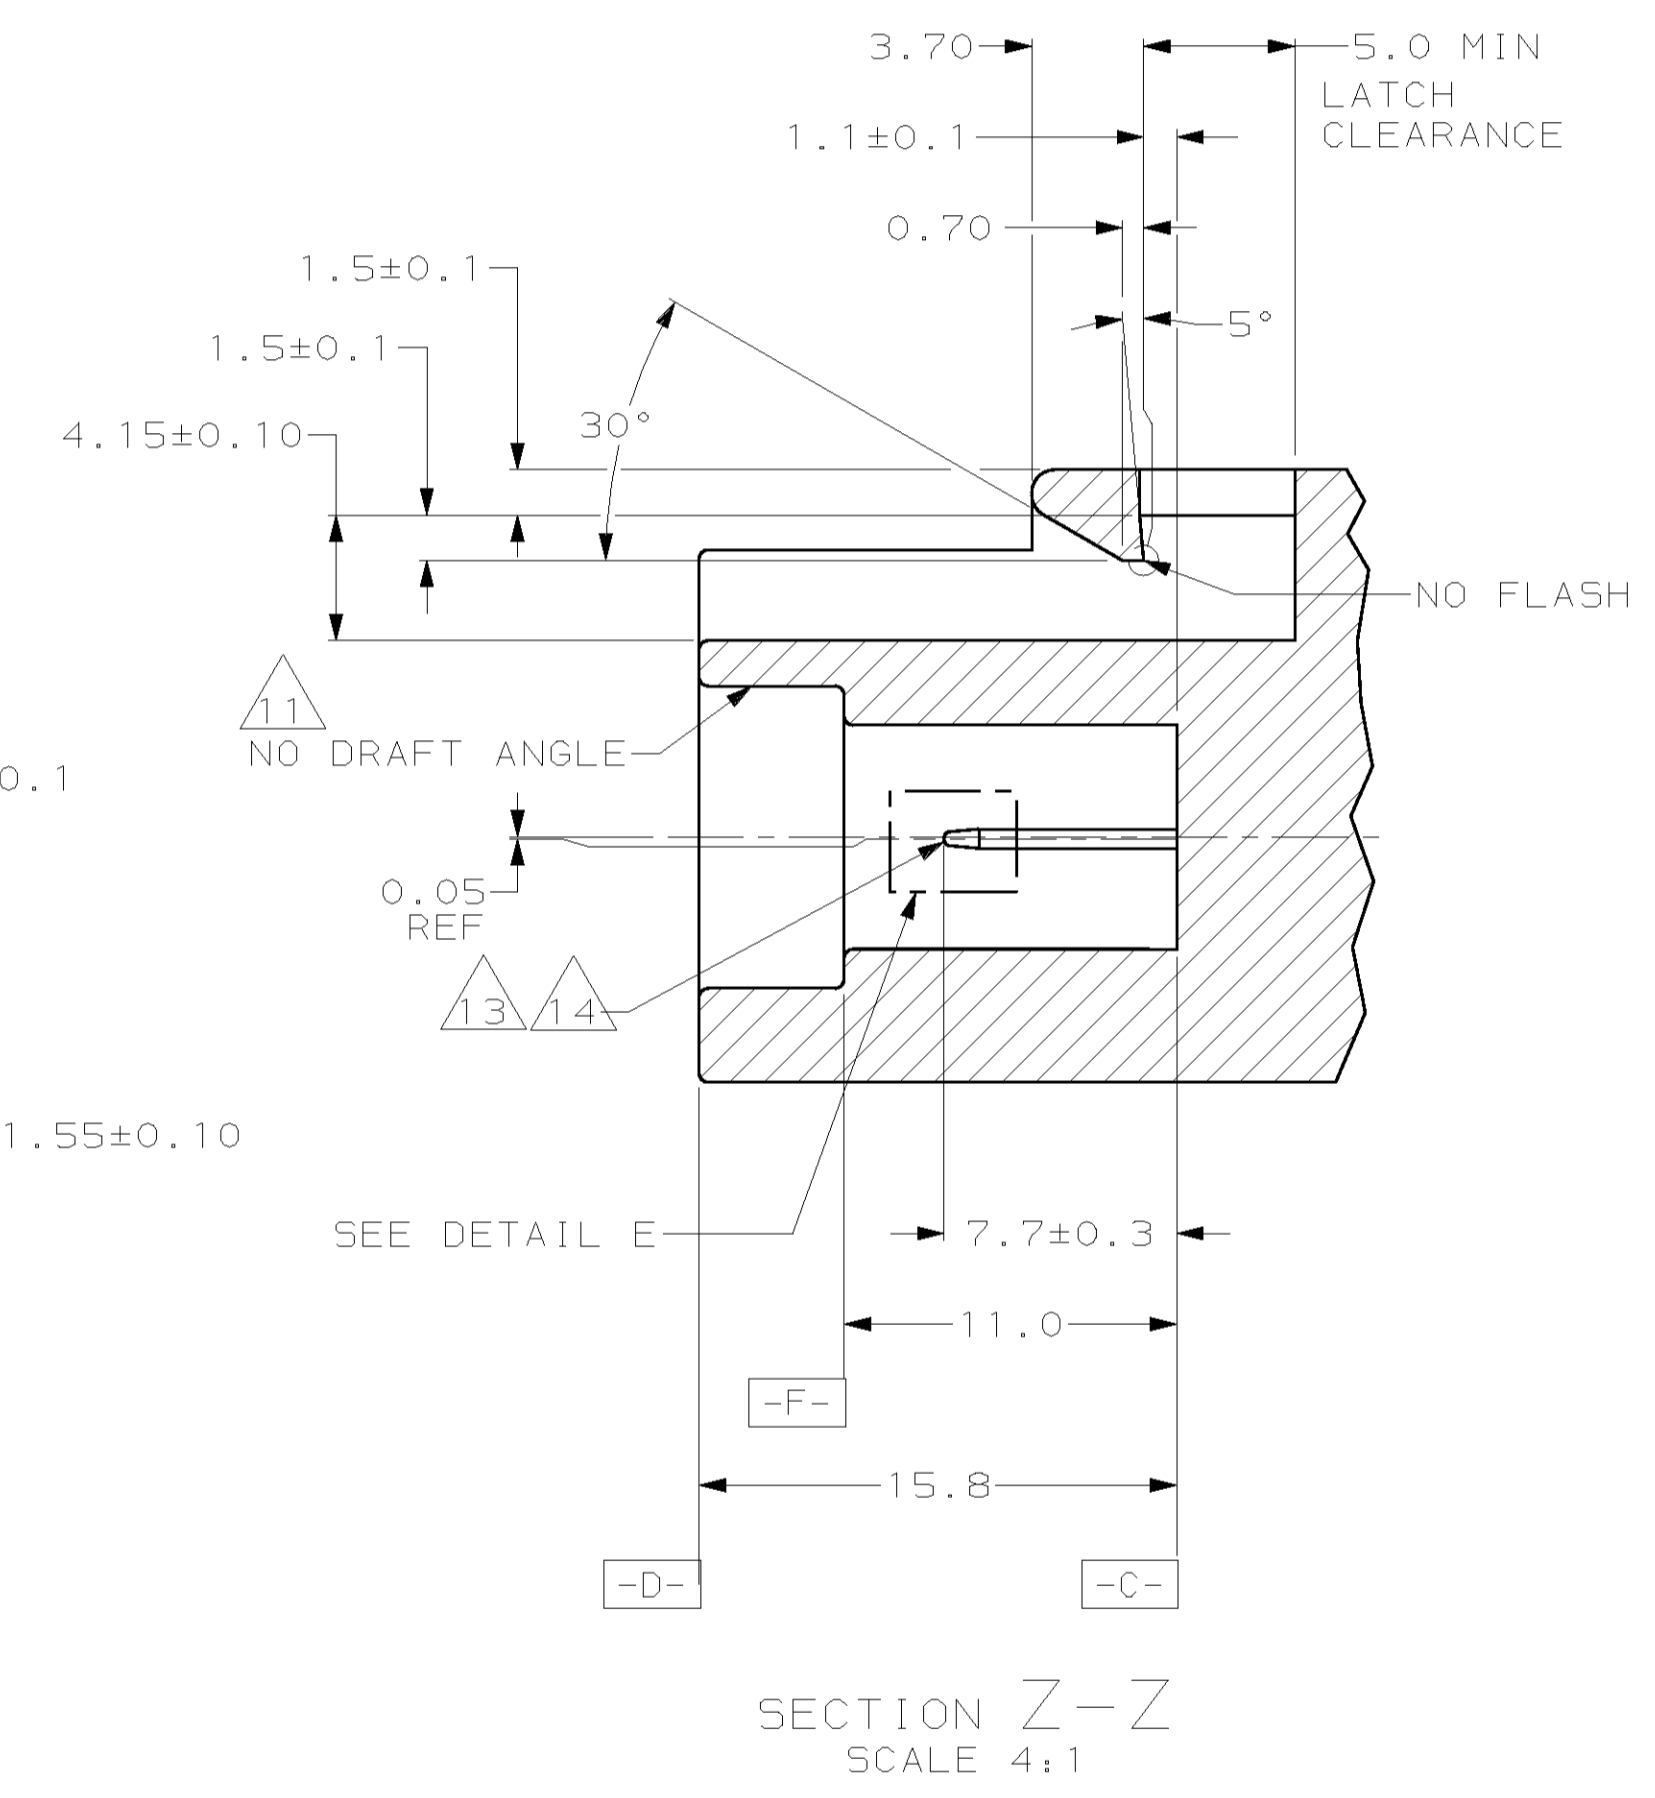 3.70
5.0 MIN
LATCH
CLEARANCE
1.1±0.1
0.70
1.5±0.1
5°
1.5±0.1
30°
4.15±0.10
NO FLASH
11
NO DRAFT ANGLE
0.1
0.05
REF
13
14
1.55±0.10
SEE DETAIL E
7.7±0.3
11.0
-F-
15.8
-D-
-C-
SECTION Z-Z
SCALE 4:1